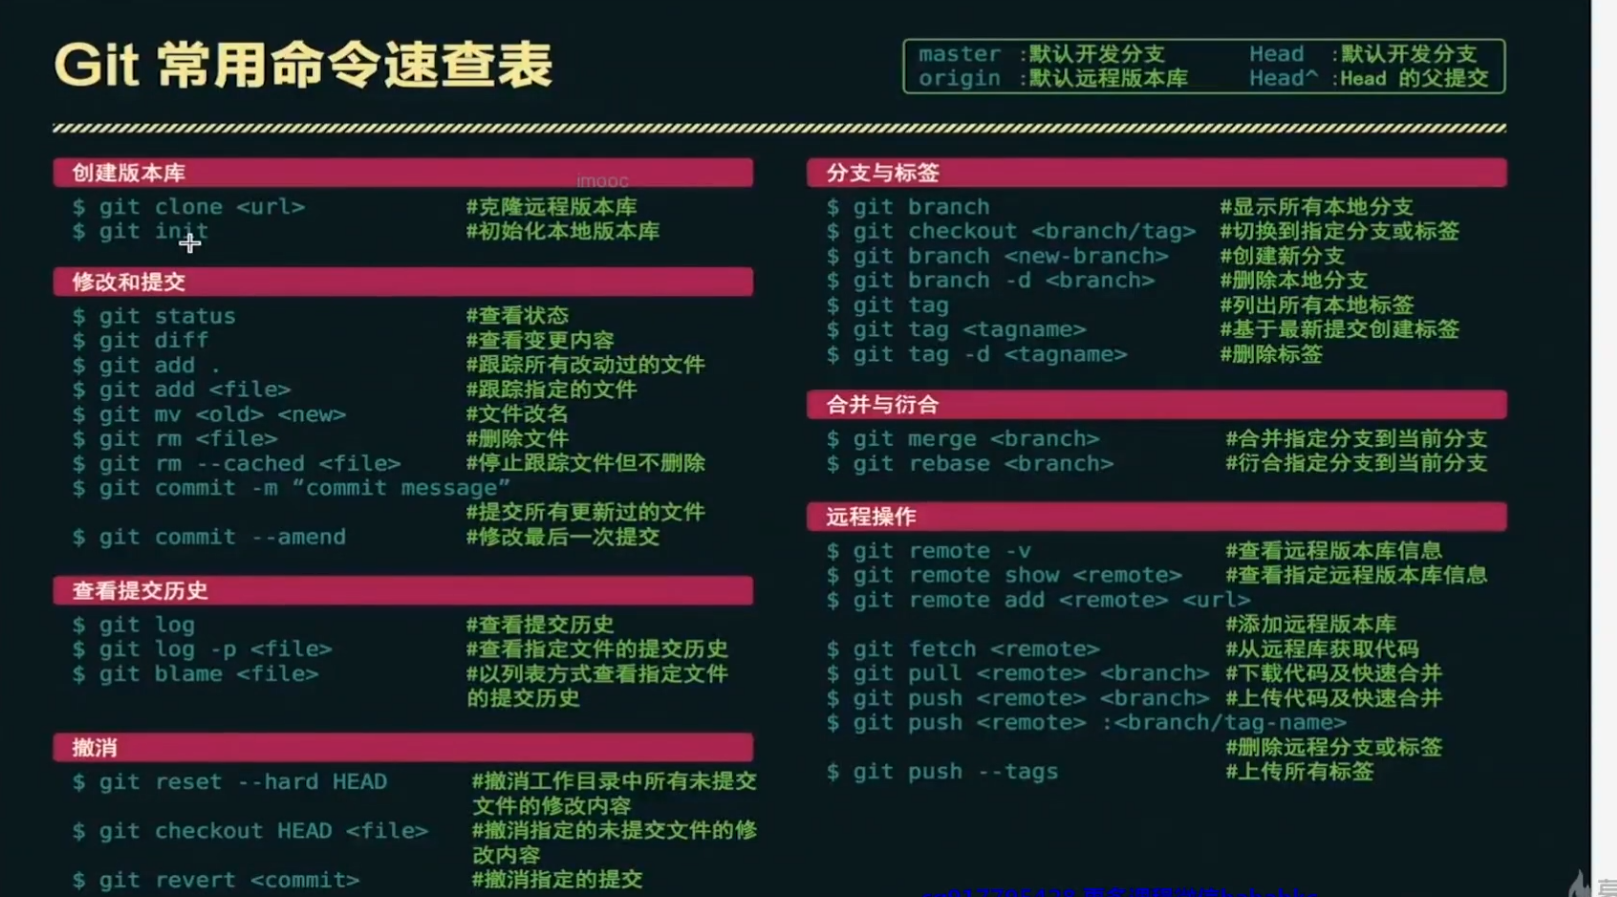 Git 常用命令速查表
master :默认开发分支 Head :默认开发分支
origin :默认远程版本库 Head^ :Head 的父提交
创建版本库
imooc
$ git clone <url> #克隆远程版本库
$ git init #初始化本地版本库
修改和提交
$ git status #查看状态
$ git diff #查看变更内容
$ git add . #跟踪所有改动过的文件
$ git add <file> #跟踪指定的文件
$ git mv <old> <new> #文件改名
$ git rm <file> #删除文件
$ git rm --cached <file> #停止跟踪文件但不删除
$ git commit -m “commit message”
#提交所有更新过的文件
$ git commit --amend #修改最后一次提交
查看提交历史
$ git log #查看提交历史
$ git log -p <file> #查看指定文件的提交历史
$ git blame <file> #以列表方式查看指定文件
的提交历史
撤消
$ git reset --hard HEAD #撤消工作目录中所有未提交
文件的修改内容
$ git checkout HEAD <file> #撤消指定的未提交文件的修
改内容
$ git revert <commit> #撤消指定的提交
分支与标签
$ git branch #显示所有本地分支
$ git checkout <branch/tag> #切换到指定分支或标签
$ git branch <new-branch> #创建新分支
$ git branch -d <branch> #删除本地分支
$ git tag #列出所有本地标签
$ git tag <tagname> #基于最新提交创建标签
$ git tag -d <tagname> #删除标签
合并与衍合
$ git merge <branch> #合并指定分支到当前分支
$ git rebase <branch> #衍合指定分支到当前分支
远程操作
$ git remote -v #查看远程版本库信息
$ git remote show <remote> #查看指定远程版本库信息
$ git remote add <remote> <url>
#添加远程版本库
$ git fetch <remote> #从远程库获取代码
$ git pull <remote> <branch> #下载代码及快速合并
$ git push <remote> <branch> #上传代码及快速合并
$ git push <remote> :<branch/tag-name>
#删除远程分支或标签
$ git push --tags #上传所有标签